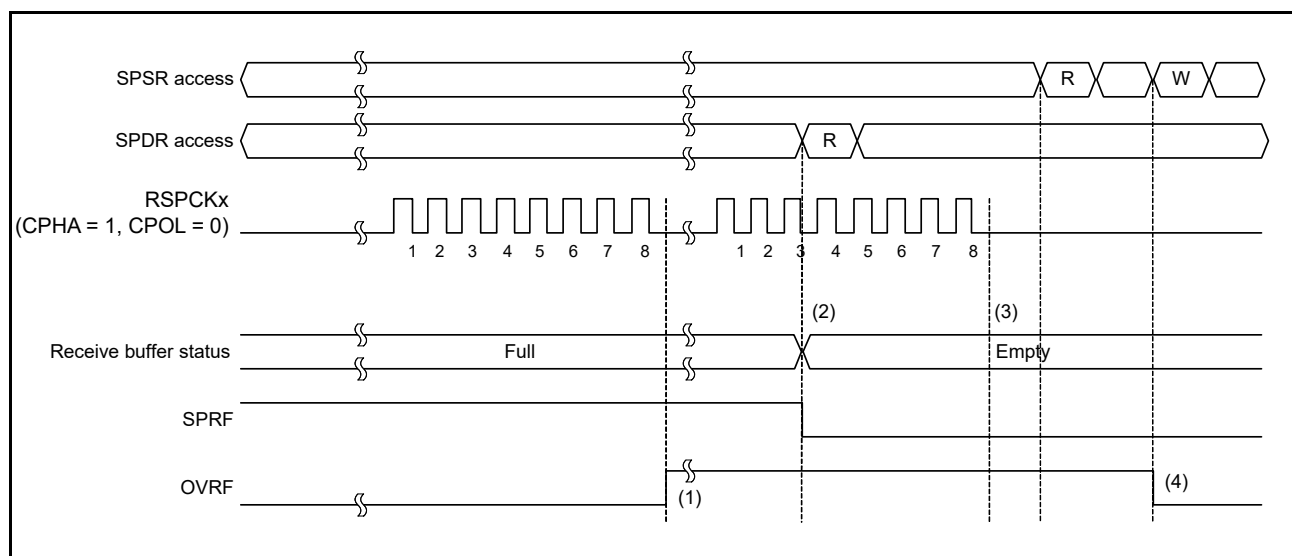 SPSR access
R
W
SPDR access
R
RSPCKx
(CPHA = 1, CPOL = 0)
1 2 3 4 5 6 7 8 1 2 3 4 5 6 7 8
(2) (3)
Receive buffer status Full Empty
SPRF
OVRF
(1) (4)